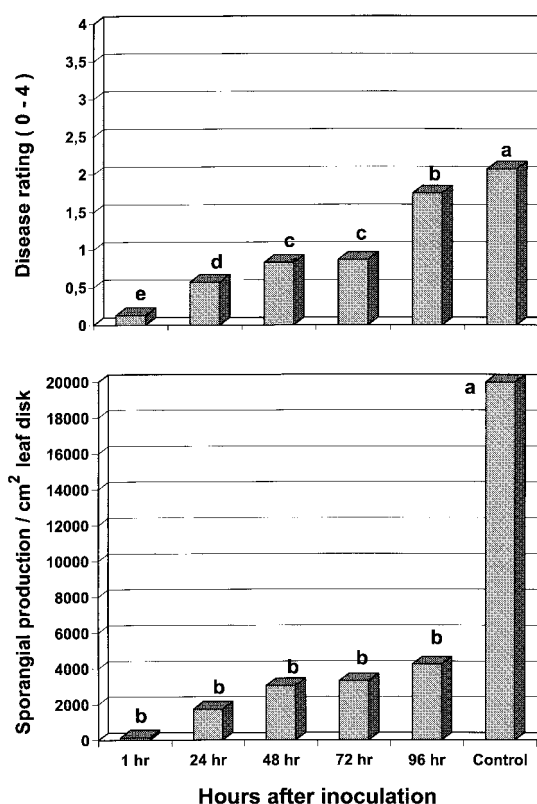 Disease rating ( 0 - 4 )
4
3,5
3
2,5
2
1,5
1
0,5
0
e
d
c
c
b
a
Sporangial production / cm² leaf disk
20000
18000
16000
14000
12000
10000
8000
6000
4000
2000
0
b
b
b
b
b
a
1 hr 24 hr 48 hr 72 hr 96 hr Control
Hours after inoculation